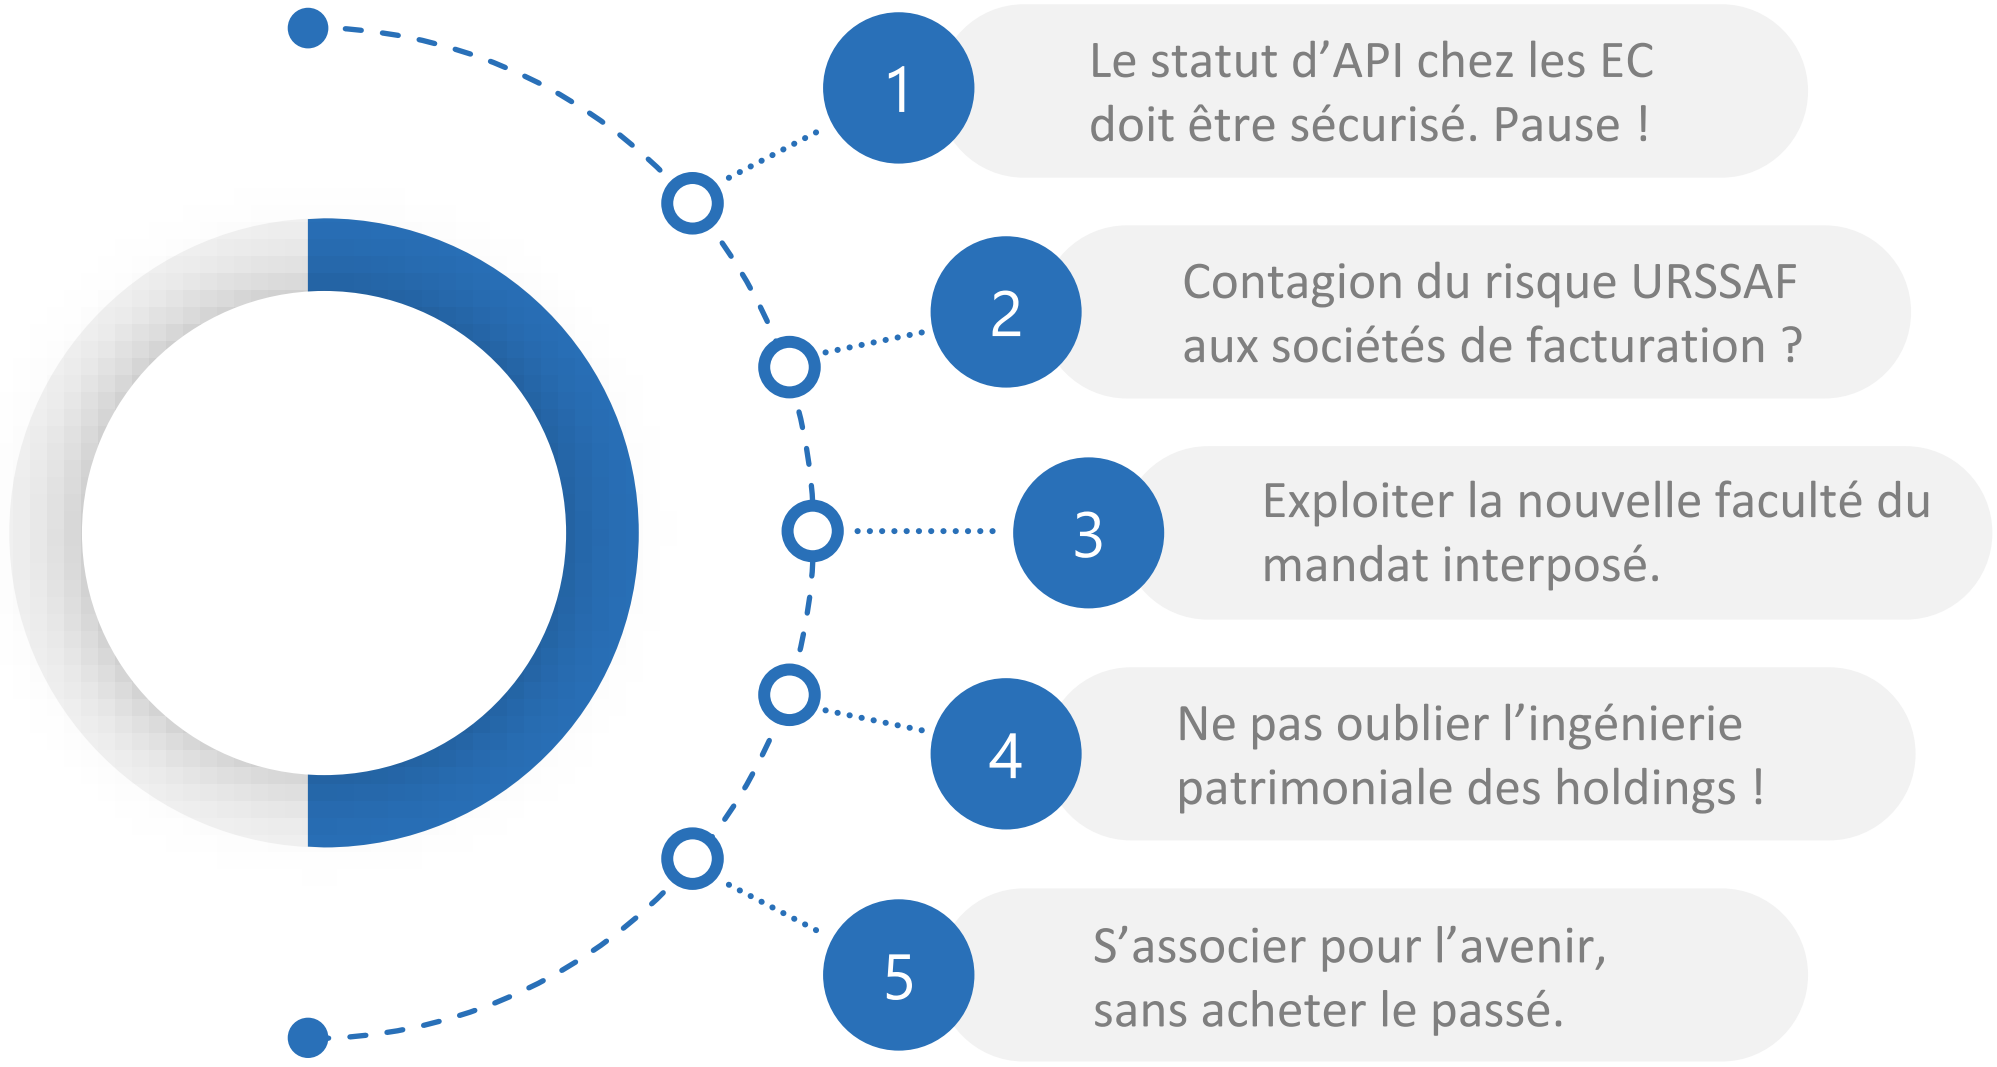 1
Le statut d’API chez les EC
doit être sécurisé. Pause !
2
Contagion du risque URSSAF
aux sociétés de facturation ?
3
Exploiter la nouvelle faculté du
mandat interposé.
4
Ne pas oublier l’ingénierie
patrimoniale des holdings !
5
S’associer pour l’avenir,
sans acheter le passé.